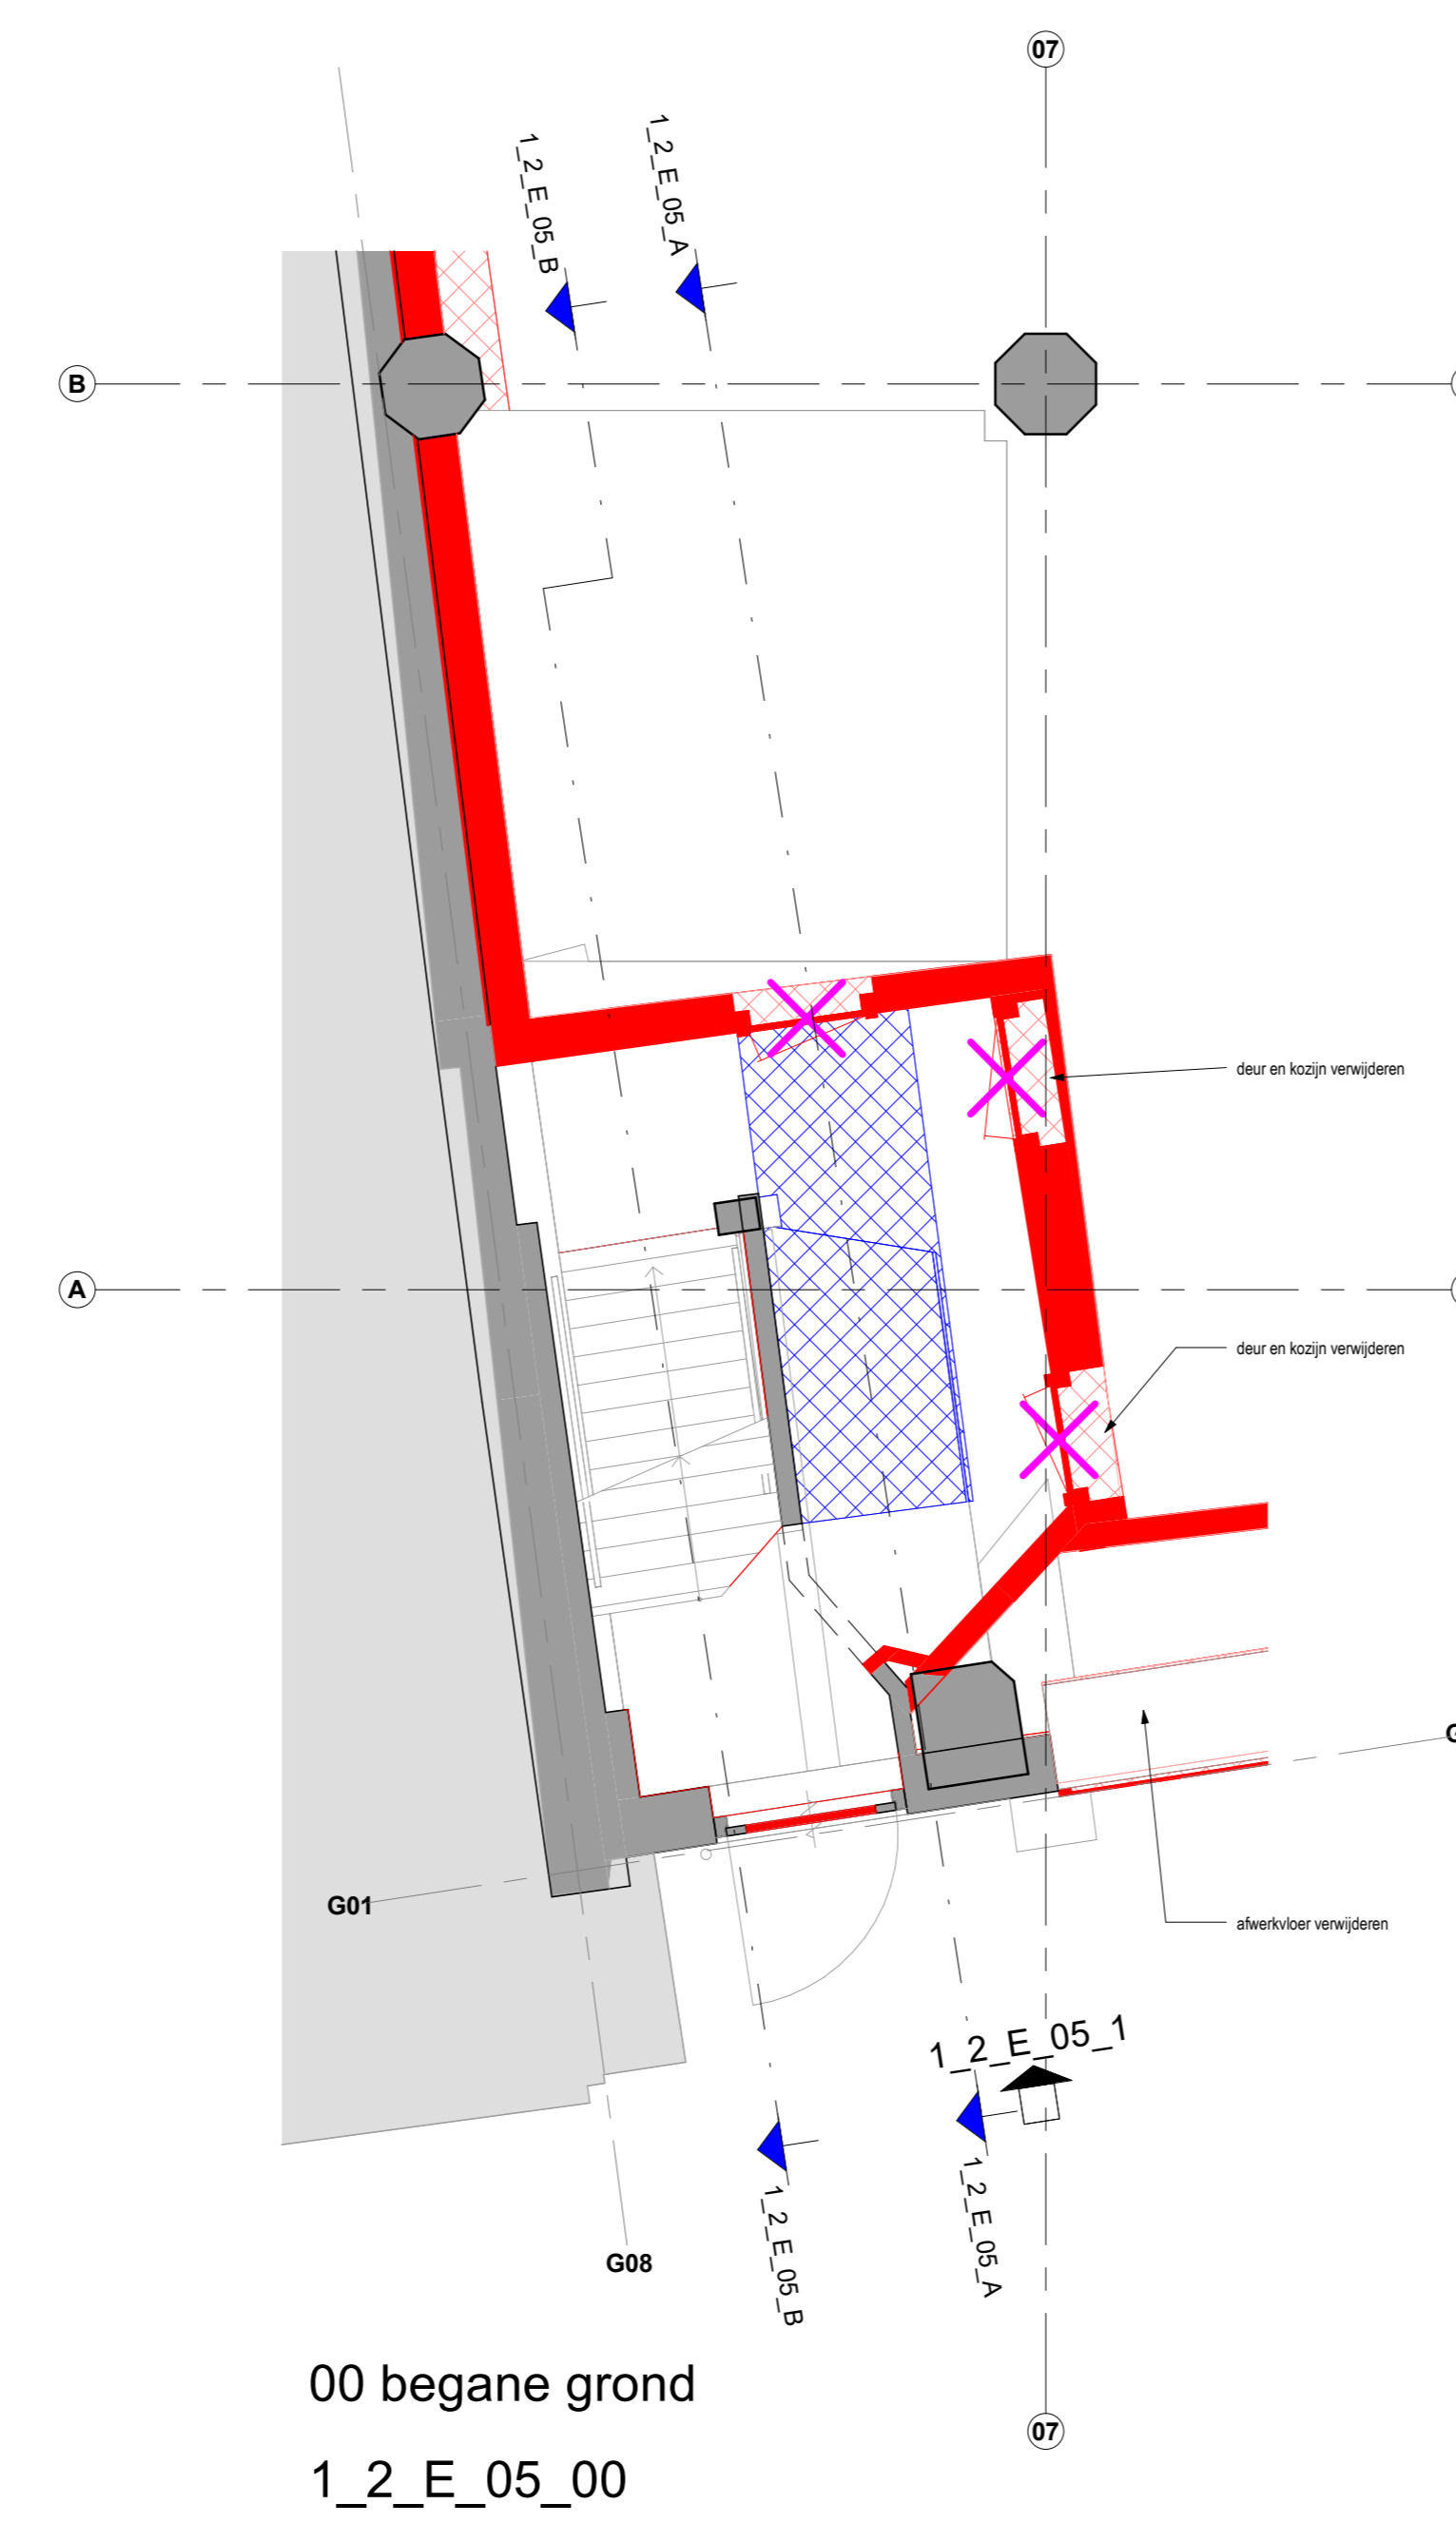 07
1_2_E_05_B
1_2_E_05_A
B
deur en kozijn verwijderen
A
deur en kozijn verwijderen
G
G01
afwerkvloer verwijderen
1_2_E_05_1
1_2_E_05_B
1_2_E_05_A
G08
00 begane grond
07
1_2_E_05_00